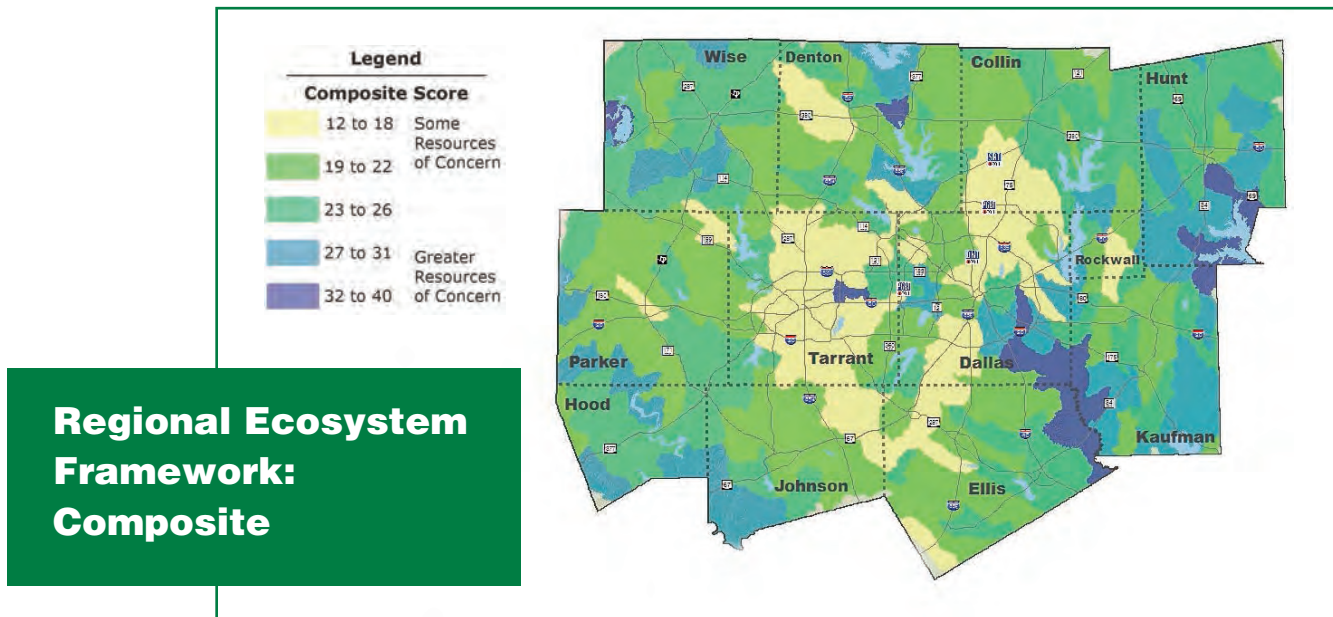 Legend
Composite Score
12 to 18 Some
Resources
of Concern
19 to 22
23 to 26
27 to 31 Greater
Resources
of Concern
32 to 40
Wise
Denton
Collin
Hunt
Rockwall
Parker
Tarrant
Dallas
Hood
Kaufman
Johnson
Ellis
Regional Ecosystem
Framework:
Composite